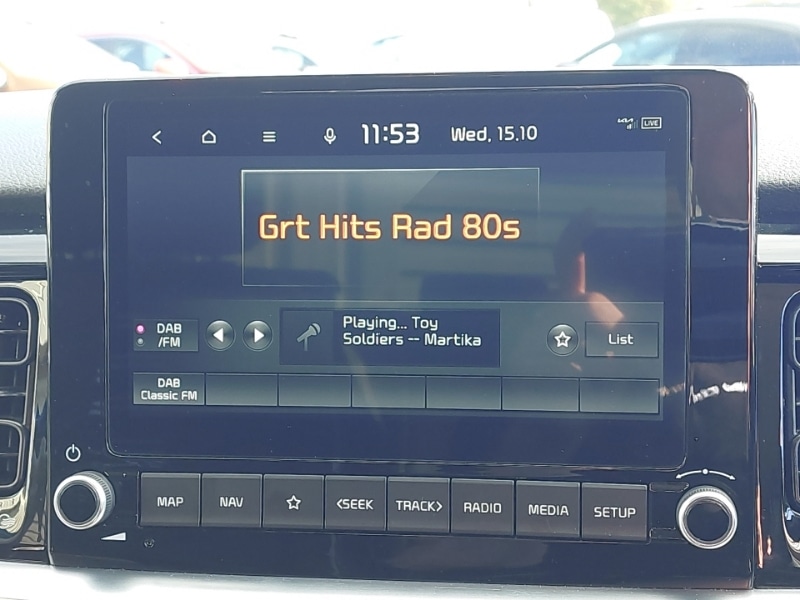 11:53 Wed, 15.10 KIA LIVE
Grt Hits Rad 80s
DAB
/FM
Playing... Toy
Soldiers -- Martika
List
DAB
Classic FM
MAP NAV <SEEK TRACK> RADIO MEDIA SETUP